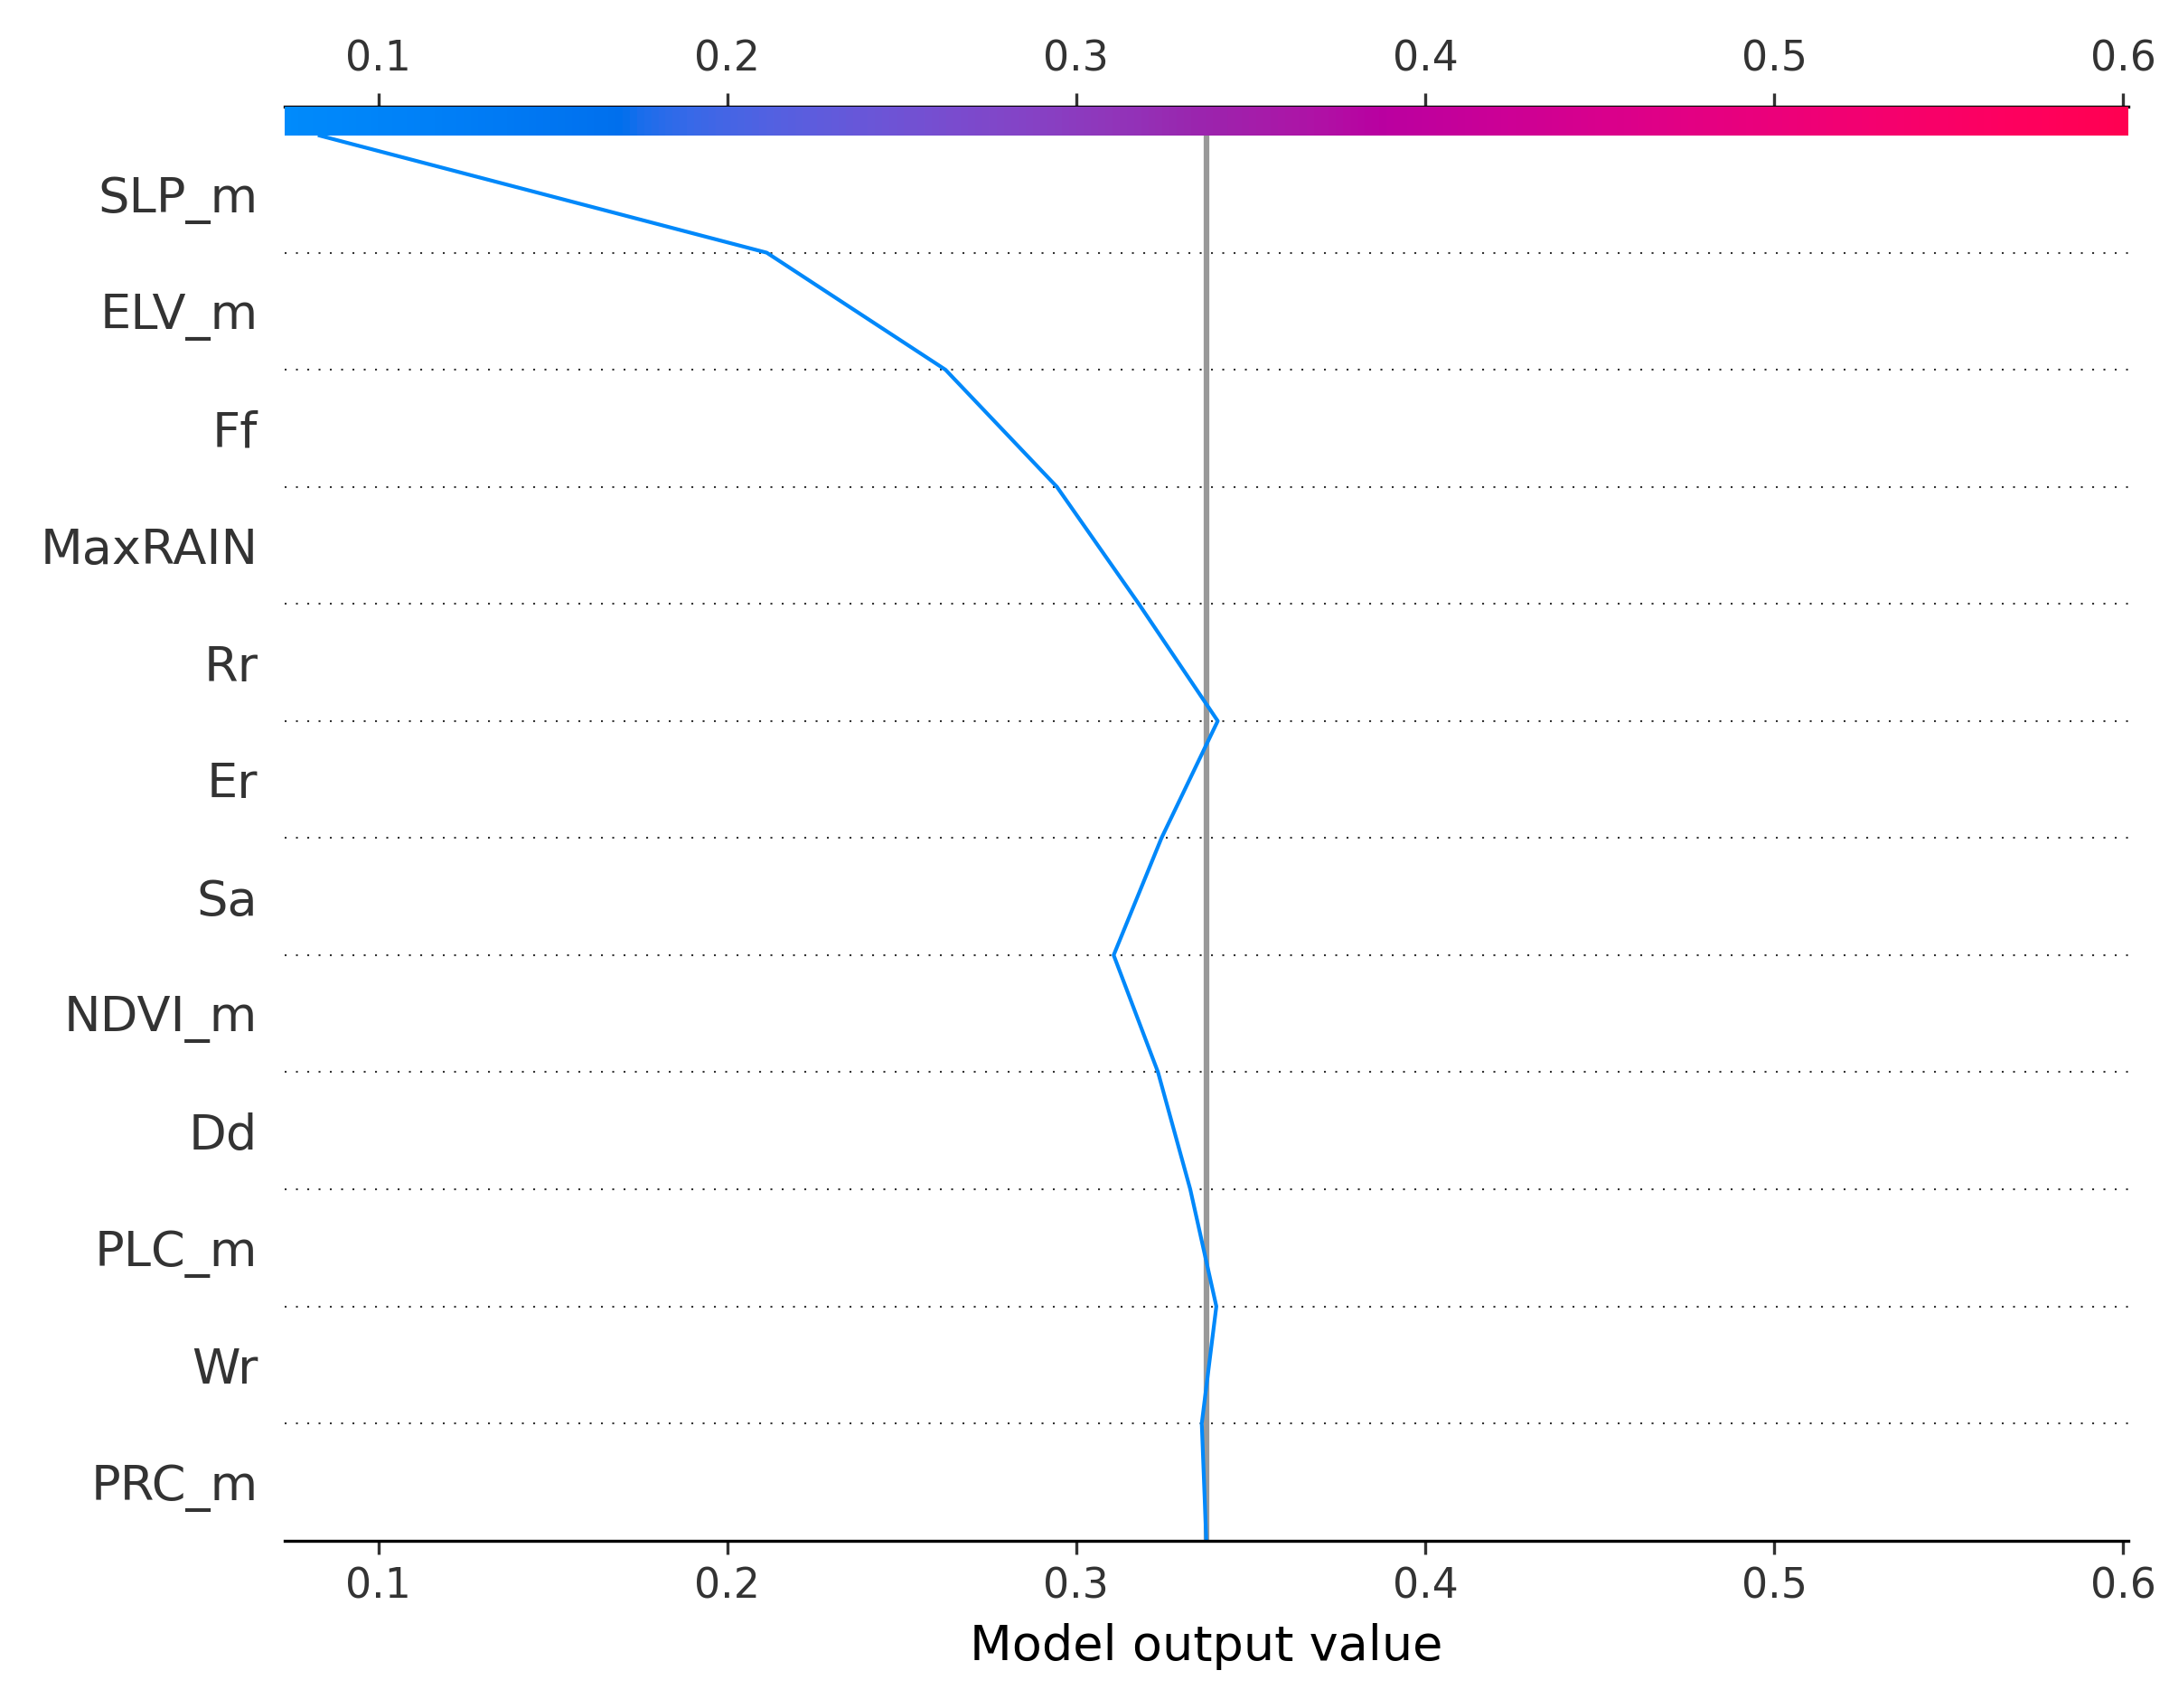 0.1 0.2 0.3 0.4 0.5 0.6
SLP_m
ELV_m
Ff
MaxRAIN
Rr
Er
Sa
NDVI_m
Dd
PLC_m
Wr
PRC_m
0.1 0.2 0.3 0.4 0.5 0.6
Model output value